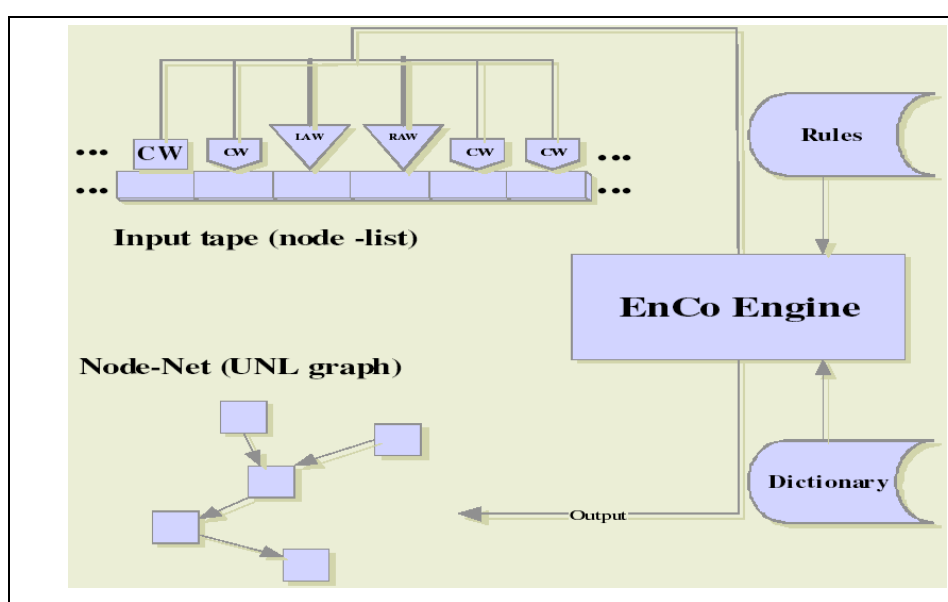 CW CW LAW RAW CW CW
Rules
Input tape (node -list)
EnCo Engine
Node-Net (UNL graph)
Dictionary
Output